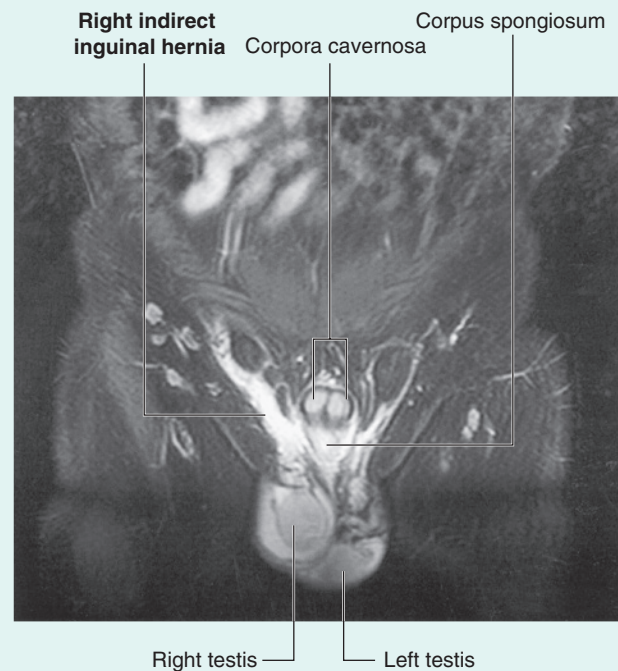 Right indirect
inguinal hernia
Corpora cavernosa
Corpus spongiosum
Right testis
Left testis